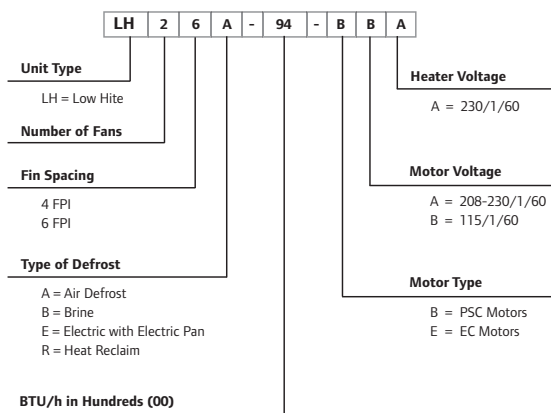 LH 2 6 A - 94 - B B A
Unit Type
LH = Low Hite
Number of Fans
Fin Spacing
4 FPI
6 FPI
Type of Defrost
A = Air Defrost
B = Brine
E = Electric with Electric Pan
R = Heat Reclaim
BTU/h in Hundreds (00)
Heater Voltage
A = 230/1/60
Motor Voltage
A = 208-230/1/60
B = 115/1/60
Motor Type
B = PSC Motors
E = EC Motors